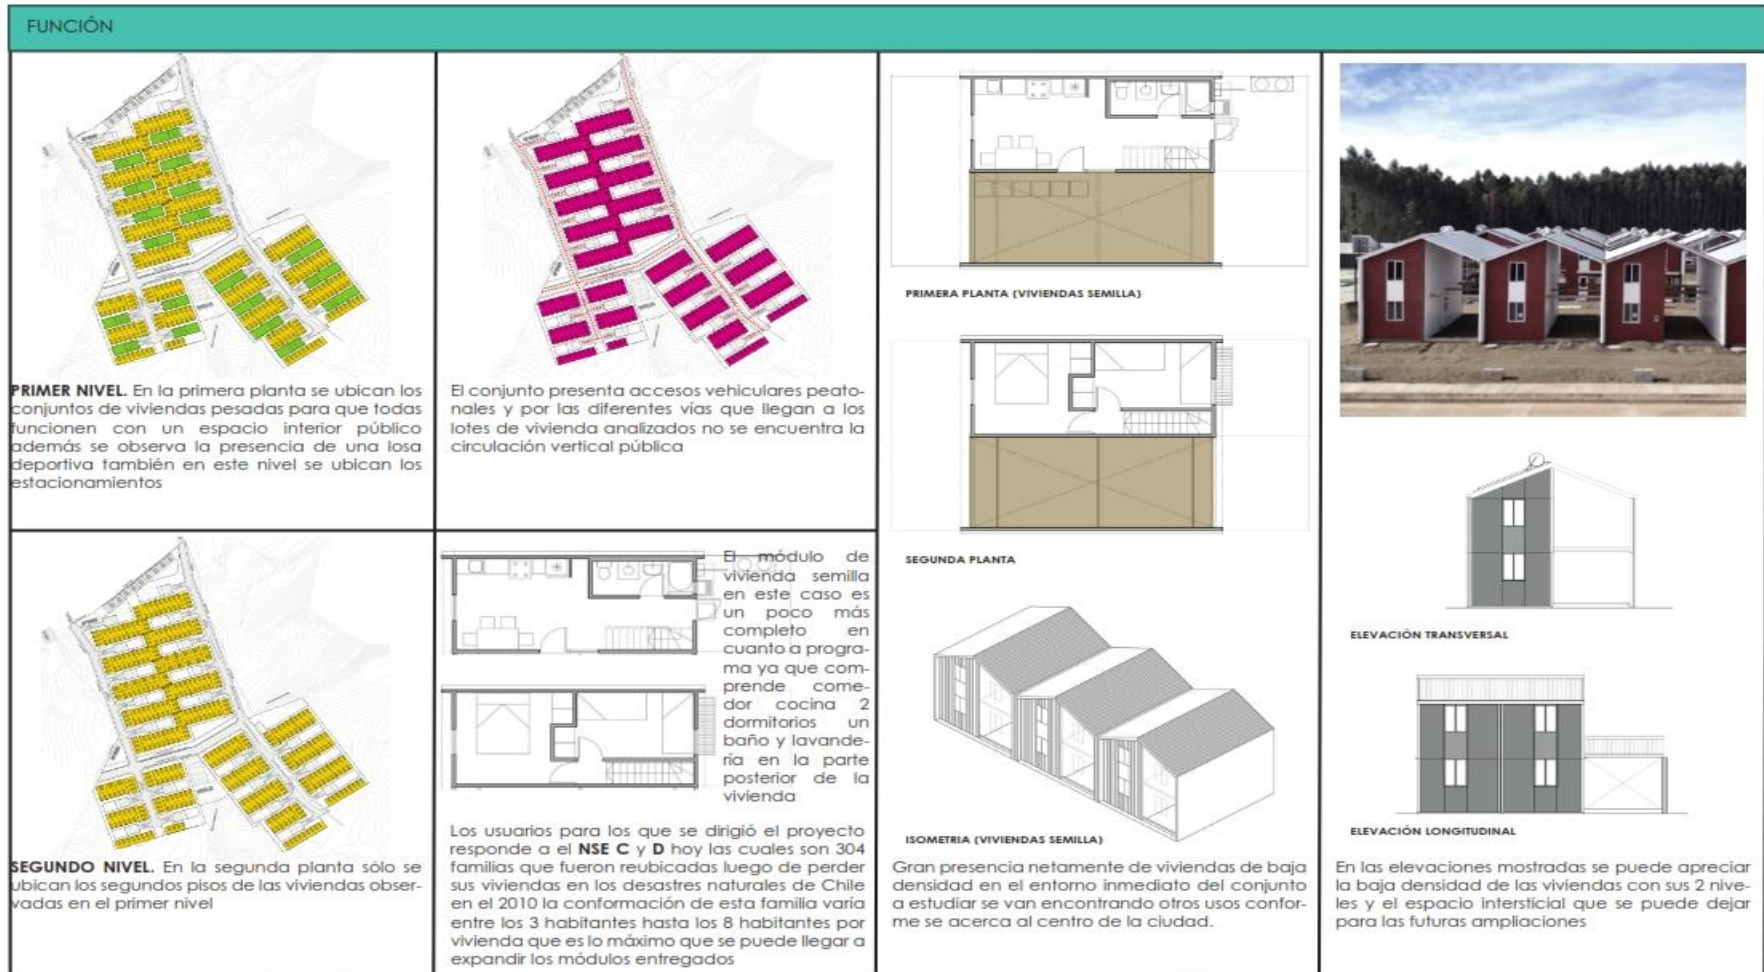 FUNCIÓN
PRIMER NIVEL. En la primera planta se ubican los
conjuntos de viviendas pesadas para que todas
funcionen con un espacio interior público
además se observa la presencia de una losa
deportiva también en este nivel se ubican los
estacionamientos
El conjunto presenta accesos vehiculares peato-
nales y por las diferentes vías que llegan a los
lotes de vivienda analizados no se encuentra la
circulación vertical pública
PRIMERA PLANTA (VIVIENDAS SEMILLA)
SEGUNDA PLANTA
ISOMETRIA (VIVIENDAS SEMILLA)
Gran presencia netamente de viviendas de baja
densidad en el entorno inmediato del conjunto
a estudiar se van encontrando otros usos confor-
me se acerca al centro de la ciudad.
ELEVACIÓN TRANSVERSAL
ELEVACIÓN LONGITUDINAL
En las elevaciones mostradas se puede apreciar
la baja densidad de las viviendas con sus 2 nive-
les y el espacio intersticial que se puede dejar
para las futuras ampliaciones
SEGUNDO NIVEL. En la segunda planta sólo se
ubican los segundos pisos de las viviendas obser-
vadas en el primer nivel
El módulo de
vivienda semilla
en este caso es
un poco más
completo en
cuanto a progra-
ma ya que com-
prende come-
dor cocina 2
dormitorios un
baño y lavande-
ría en la parte
posterior de la
vivienda
Los usuarios para los que se dirigió el proyecto
responde a el NSE C y D hoy las cuales son 304
familias que fueron reubicadas luego de perder
sus viviendas en los desastres naturales de Chile
en el 2010 la conformación de esta familia varía
entre los 3 habitantes hasta los 8 habitantes por
vivienda que es lo máximo que se puede llegar a
expandir los módulos entregados